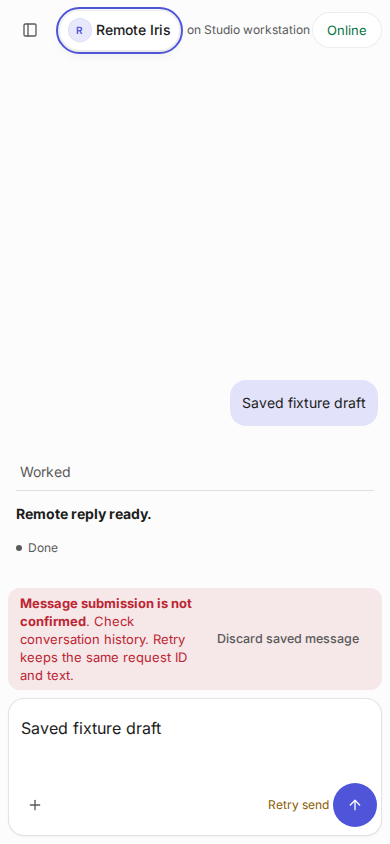 R Remote Iris on Studio workstation Online
Saved fixture draft
Worked
Remote reply ready.
Done
Message submission is not
confirmed. Check
conversation history. Retry
keeps the same request ID
and text.
Discard saved message
Saved fixture draft
Retry send